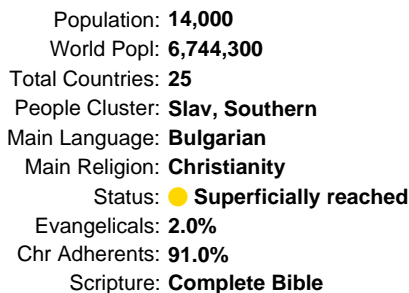 Population: 14,000
World Popl: 6,744,300
Total Countries: 25
People Cluster: Slav, Southern
Main Language: Bulgarian
Main Religion: Christianity
Status: Superficially reached
Evangelicals: 2.0%
Chr Adherents: 91.0%
Scripture: Complete Bible